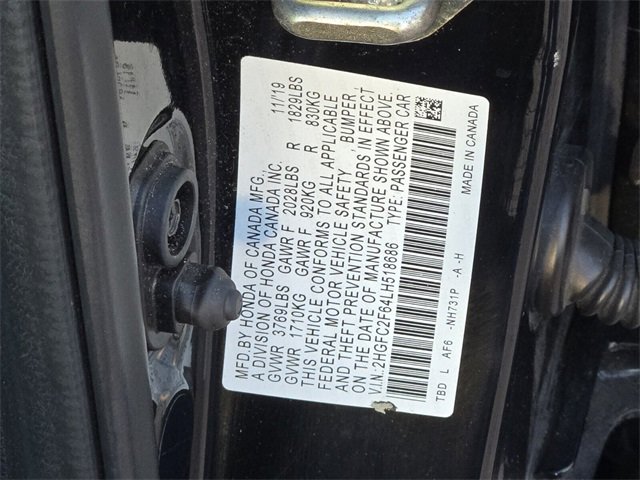 MFD.BY HONDA OF CANADA MFG., 11/19
A DIVISION OF HONDA CANADA INC.
GVWR 3769LBS GAWR F 2028LBS R 1829LBS
GVWR 1710KG GAWR F 920KG R 830KG
THIS VEHICLE CONFORMS TO ALL APPLICABLE
FEDERAL MOTOR VEHICLE SAFETY , BUMPER
AND THEFT PREVENTION STANDARDS IN EFFECT
ON THE DATE OF MANUFACTURE SHOWN ABOVE.
V.I.N.:2HGFC2F64LH518686 TYPE: PASSENGER CAR
TBD L AF6 -NH731P -A -H MADE IN CANADA